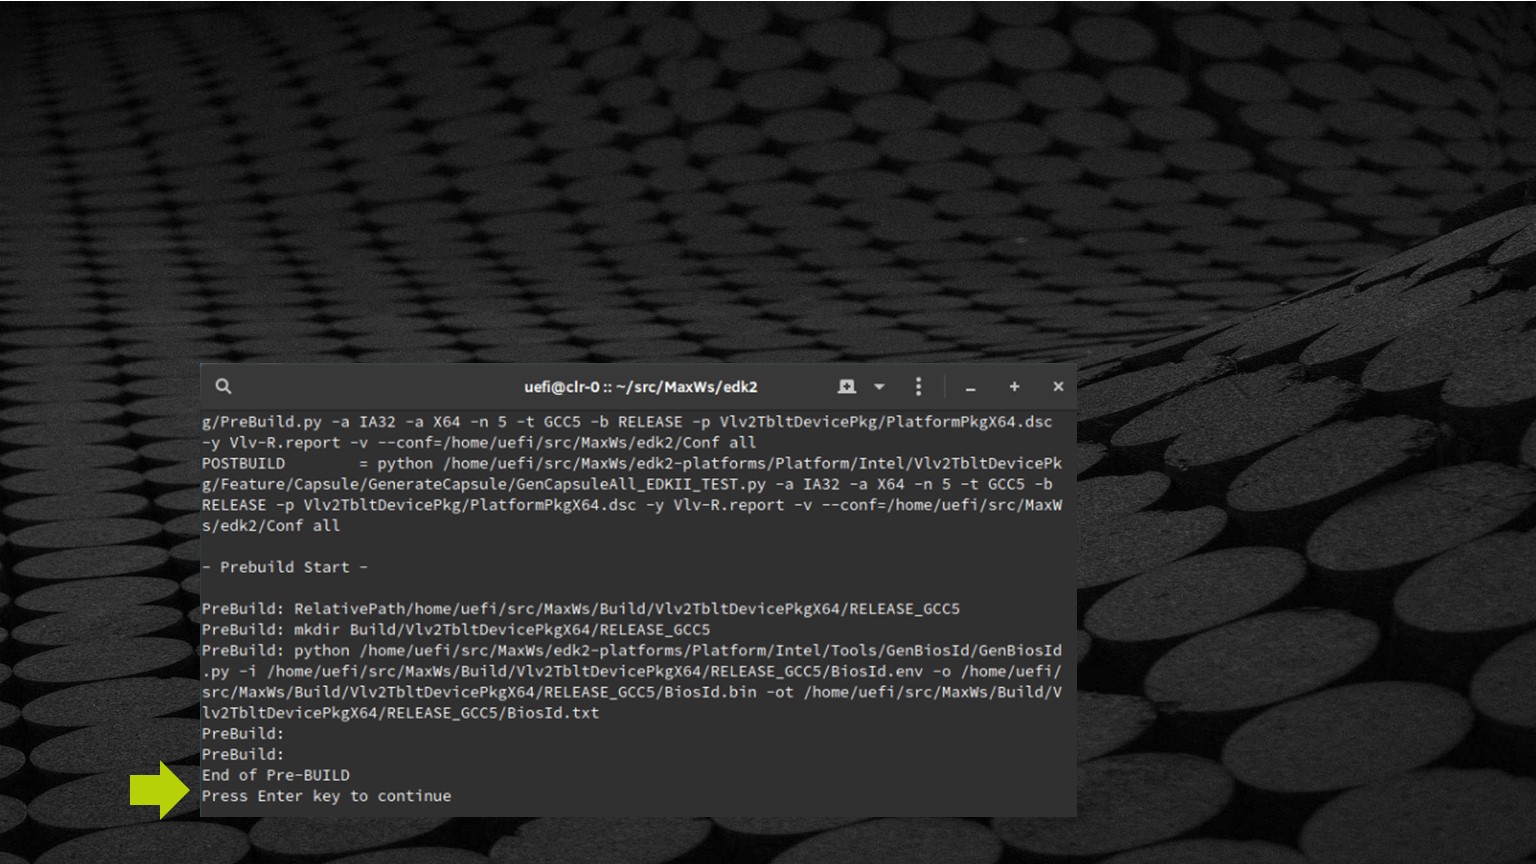 uefi@clr-0 :: ~/src/MaxWs/edk2
g/PreBuild.py -a IA32 -a X64 -n 5 -t GCC5 -b RELEASE -p Vlv2TbltDevicePkg/PlatformPkgX64.dsc
-y Vlv-R.report -v --conf=/home/uefi/src/MaxWs/edk2/Conf all
POSTBUILD        = python /home/uefi/src/MaxWs/edk2-platforms/Platform/Intel/Vlv2TbltDevicePk
g/Feature/Capsule/GenerateCapsule/GenCapsuleAll_EDKII_TEST.py -a IA32 -a X64 -n 5 -t GCC5 -b
RELEASE -p Vlv2TbltDevicePkg/PlatformPkgX64.dsc -y Vlv-R.report -v --conf=/home/uefi/src/MaxW
s/edk2/Conf all
- Prebuild Start -
PreBuild: RelativePath/home/uefi/src/MaxWs/Build/Vlv2TbltDevicePkgX64/RELEASE_GCC5
PreBuild: mkdir Build/Vlv2TbltDevicePkgX64/RELEASE_GCC5
PreBuild: python /home/uefi/src/MaxWs/edk2-platforms/Platform/Intel/Tools/GenBiosId/GenBiosId
.py -i /home/uefi/src/MaxWs/Build/Vlv2TbltDevicePkgX64/RELEASE_GCC5/BiosId.env -o /home/uefi/
src/MaxWs/Build/Vlv2TbltDevicePkgX64/RELEASE_GCC5/BiosId.bin -ot /home/uefi/src/MaxWs/Build/V
lv2TbltDevicePkgX64/RELEASE_GCC5/BiosId.txt
PreBuild:
PreBuild:
End of Pre-BUILD
Press Enter key to continue